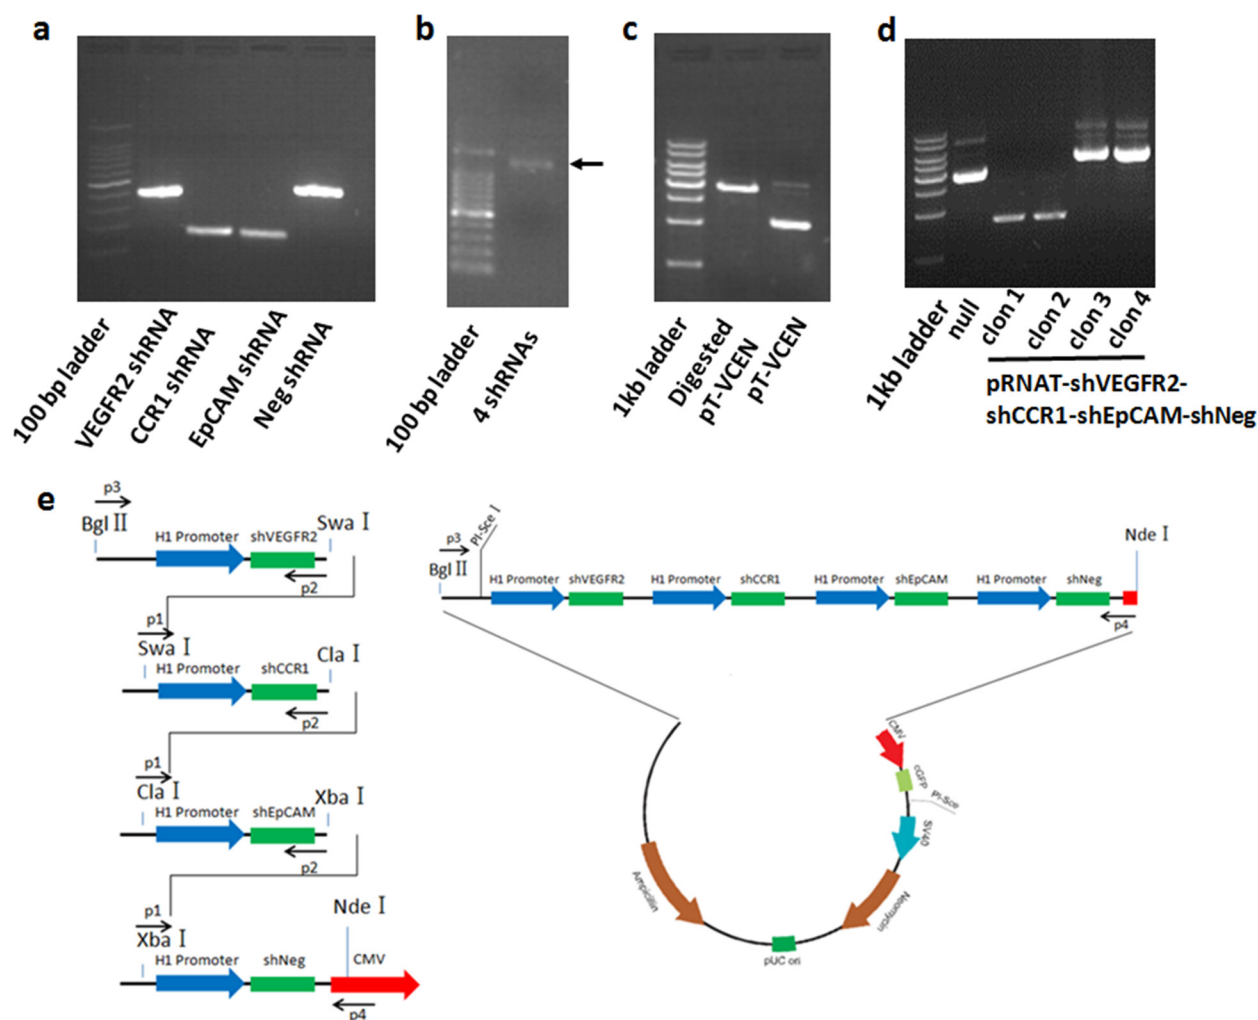 a
b
c
d
100 bp ladder
VEGFR2 shRNA
CCR1 shRNA
EpCAM shRNA
Neg shRNA
100 bp ladder
4 shRNAs
1kb ladder
Digested
pT-VCEN
pT-VCEN
1kb ladder
null
clon 1
clon 2
clon 3
clon 4
pRNAT-shVEGFR2-
shCCR1-shEpCAM-shNeg
e
p3
Bgl II
Swa I
H1 Promoter
shVEGFR2
p2
p1
Swa I
Cla I
H1 Promoter
shCCR1
p2
p1
Cla I
Xba I
H1 Promoter
shEpCAM
p2
p1
Xba I
Nde I
H1 Promoter
shNeg
CMV
p4
p3
PI-Sce I
Bgl II
Nde I
H1 Promoter
shVEGFR2
H1 Promoter
shCCR1
H1 Promoter
shEpCAM
H1 Promoter
shNeg
p4
CMV
cGFP
PI-Sce
SV40
Neomycin
pUC ori
Ampicillin